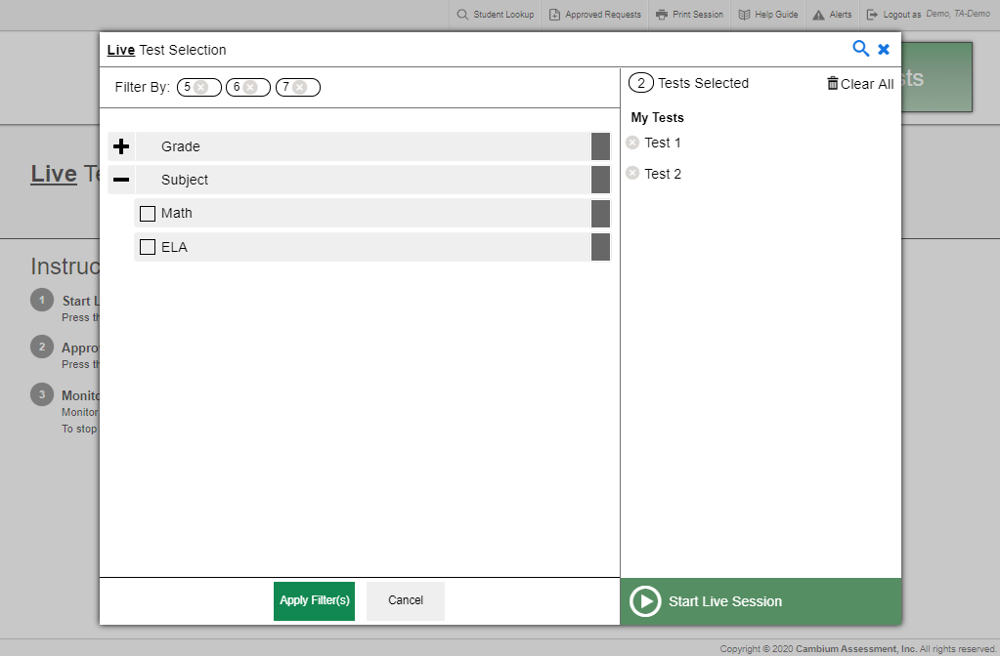 Student Lookup
Approved Requests
Print Session
Help Guide
Alerts
Logout as Demo, TA-Demo
Live Test Selection
Filter By: 5 6 7
2 Tests Selected
Clear All
My Tests
Test 1
Test 2
Grade
Subject
Math
ELA
Apply Filter(s)
Cancel
Start Live Session
Live Te
Instruc
1 Start L
Press th
2 Appro
Press th
3 Monito
Monitor
To stop
sts
Copyright © 2020 Cambium Assessment, Inc. All rights reserved.